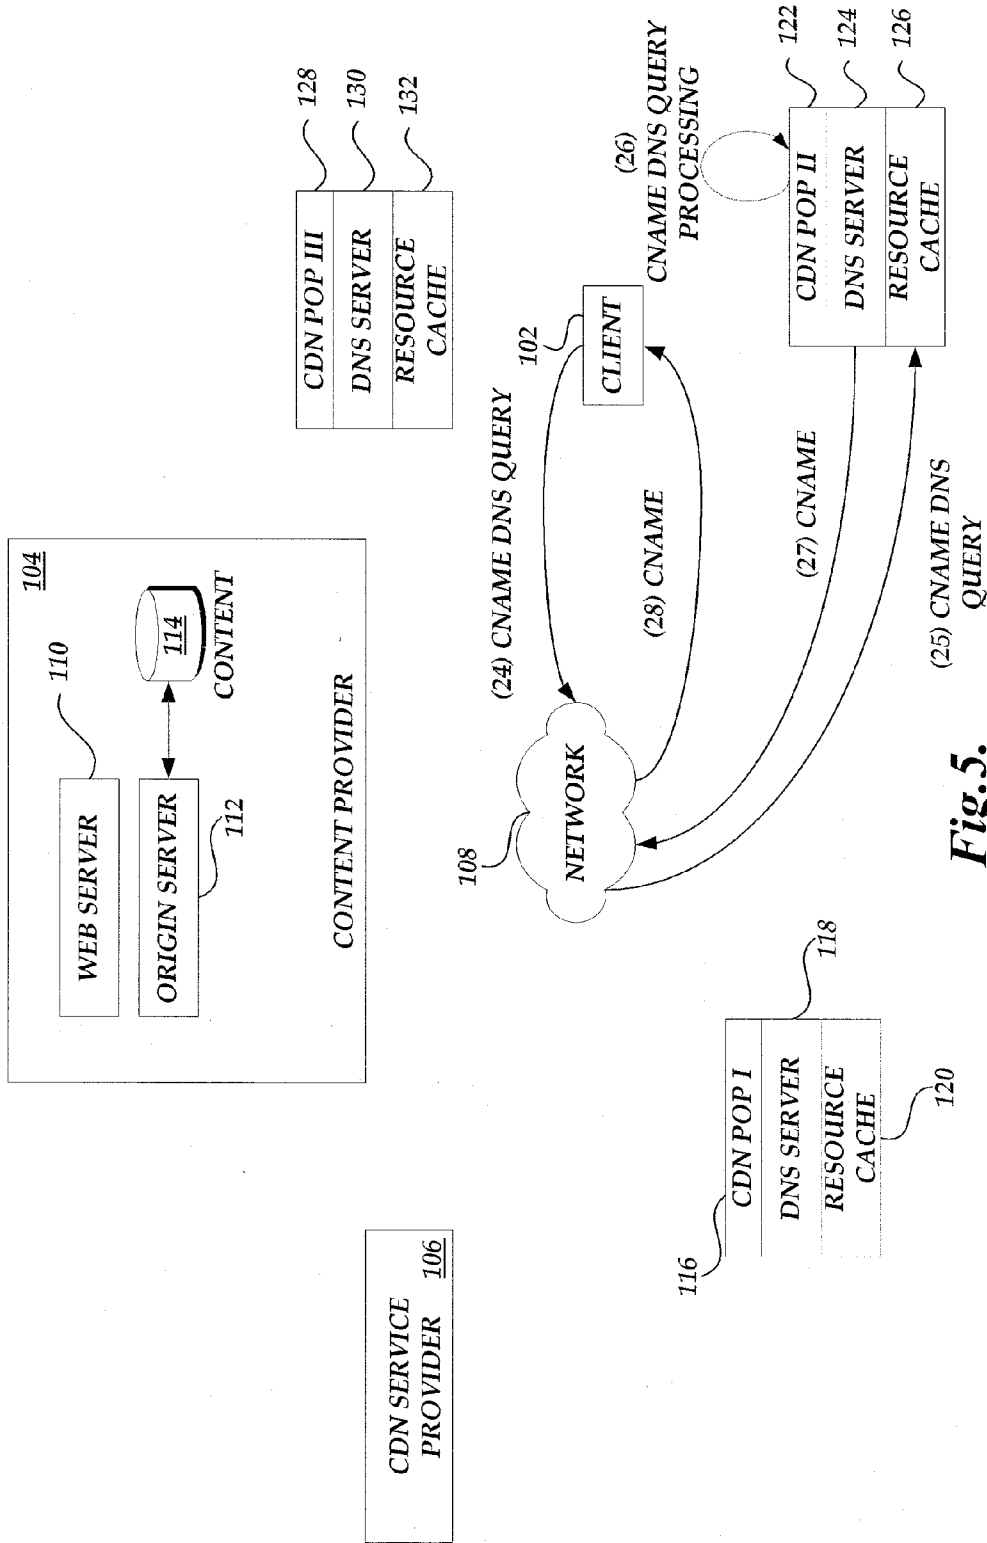 104
WEB SERVER
110
ORIGIN SERVER
112
114
CONTENT
CONTENT PROVIDER
CDN SERVICE
PROVIDER
106
CDN POP III
128
DNS SERVER
130
RESOURCE
CACHE
132
(24) CNAME DNS QUERY
102
CLIENT
(28) CNAME
108
NETWORK
(26)
CNAME DNS QUERY
PROCESSING
CDN POP I
116
DNS SERVER
118
RESOURCE
CACHE
120
(27) CNAME
(25) CNAME DNS
QUERY
CDN POP II
122
DNS SERVER
124
RESOURCE
CACHE
126
Fig.5.